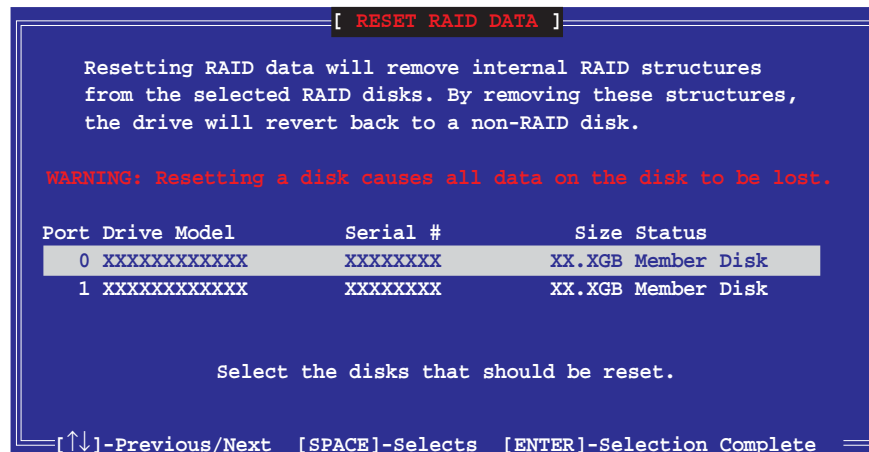 [ RESET RAID DATA ]
Resetting RAID data will remove internal RAID structures
from the selected RAID disks. By removing these structures,
the drive will revert back to a non-RAID disk.
WARNING: Resetting a disk causes all data on the disk to be lost.
Port Drive Model Serial # Size Status
0 XXXXXXXXXXXX XXXXXXXX XX.XGB Member Disk
1 XXXXXXXXXXXX XXXXXXXX XX.XGB Member Disk
Select the disks that should be reset.
[↑↓]-Previous/Next [SPACE]-Selects [ENTER]-Selection Complete